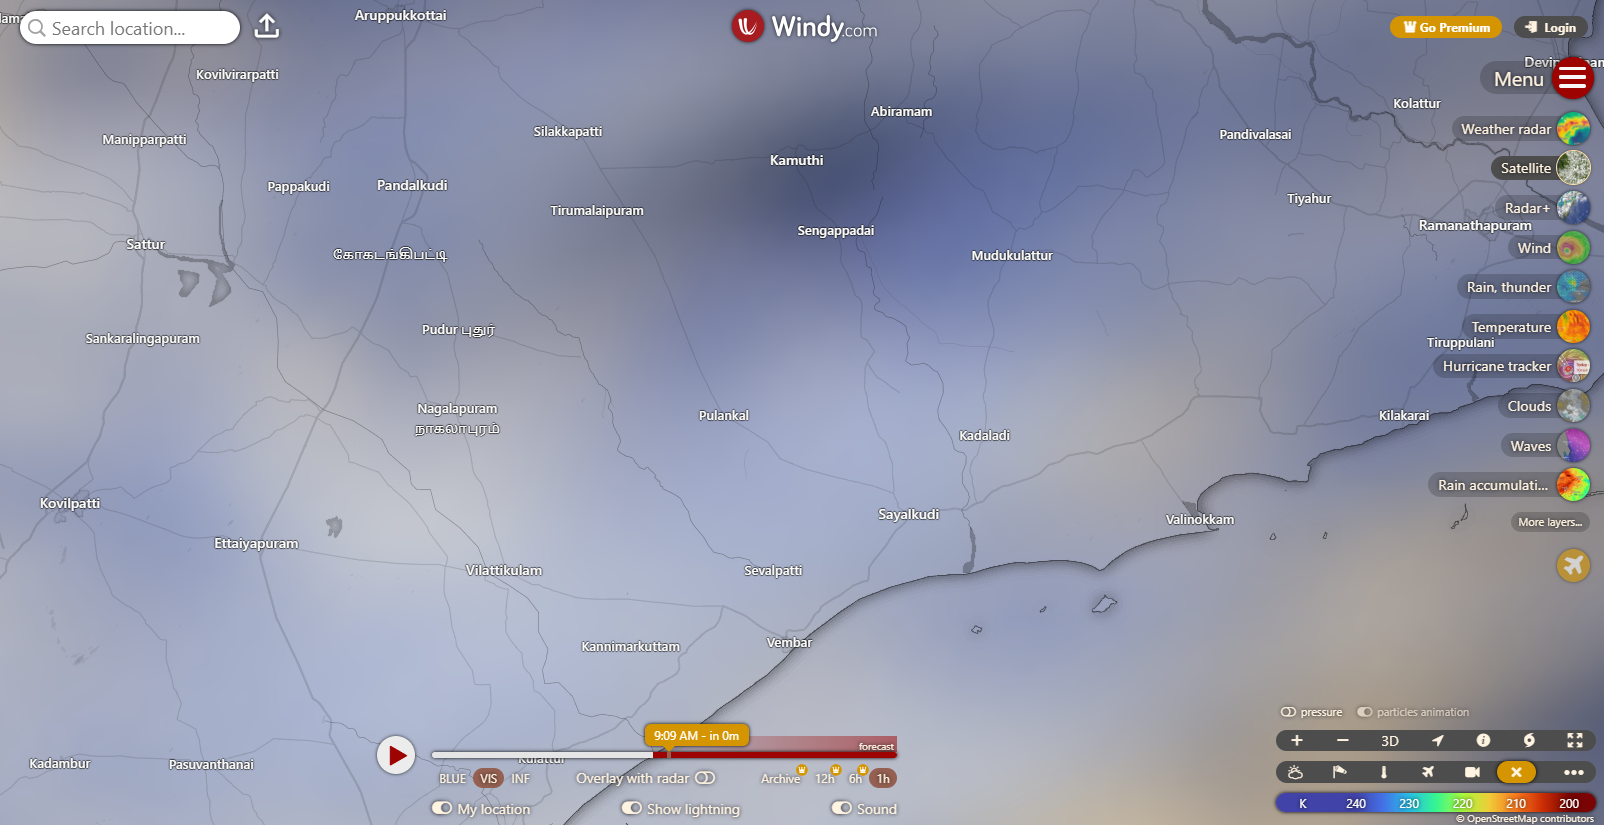 Aruppukkottai
Search location...
Windy.com
Go Premium
Login
Kovilvirarpatti
Menu
Kolattur
Abiramam
Manipparpatti
Silakkapatti
Pandivalasai
Weather radar
Kamuthi
Satellite
Pappakudi
Pandalkudi
Tirumalaipuram
Tiyahur
Radar+
Sengappadai
Ramanathapuram
Sattur
கோகடங்கிபட்டி
Mudukulattur
Wind
Rain, thunder
Pudur புதூர்
Temperature
Sankaralingapuram
Tiruppulani
Hurricane tracker
Nagalapuram
நாகலாபுரம்
Pulankal
Clouds
Kilakarai
Kadaladi
Waves
Rain accumulati...
Kovilpatti
Sayalkudi
Valinokkam
More layers...
Ettaiyapuram
Vilattikulam
Sevalpatti
Kannimarkuttam
Vembar
pressure
particles animation
9:09 AM - in 0m
forecast
3D
Kadambur
Pasuvanthanai
Kulattur
BLUE VIS INF
Overlay with radar
Archive 12h 6h 1h
My location
Show lightning
Sound
K 240 230 220 210 200
© OpenStreetMap contributors